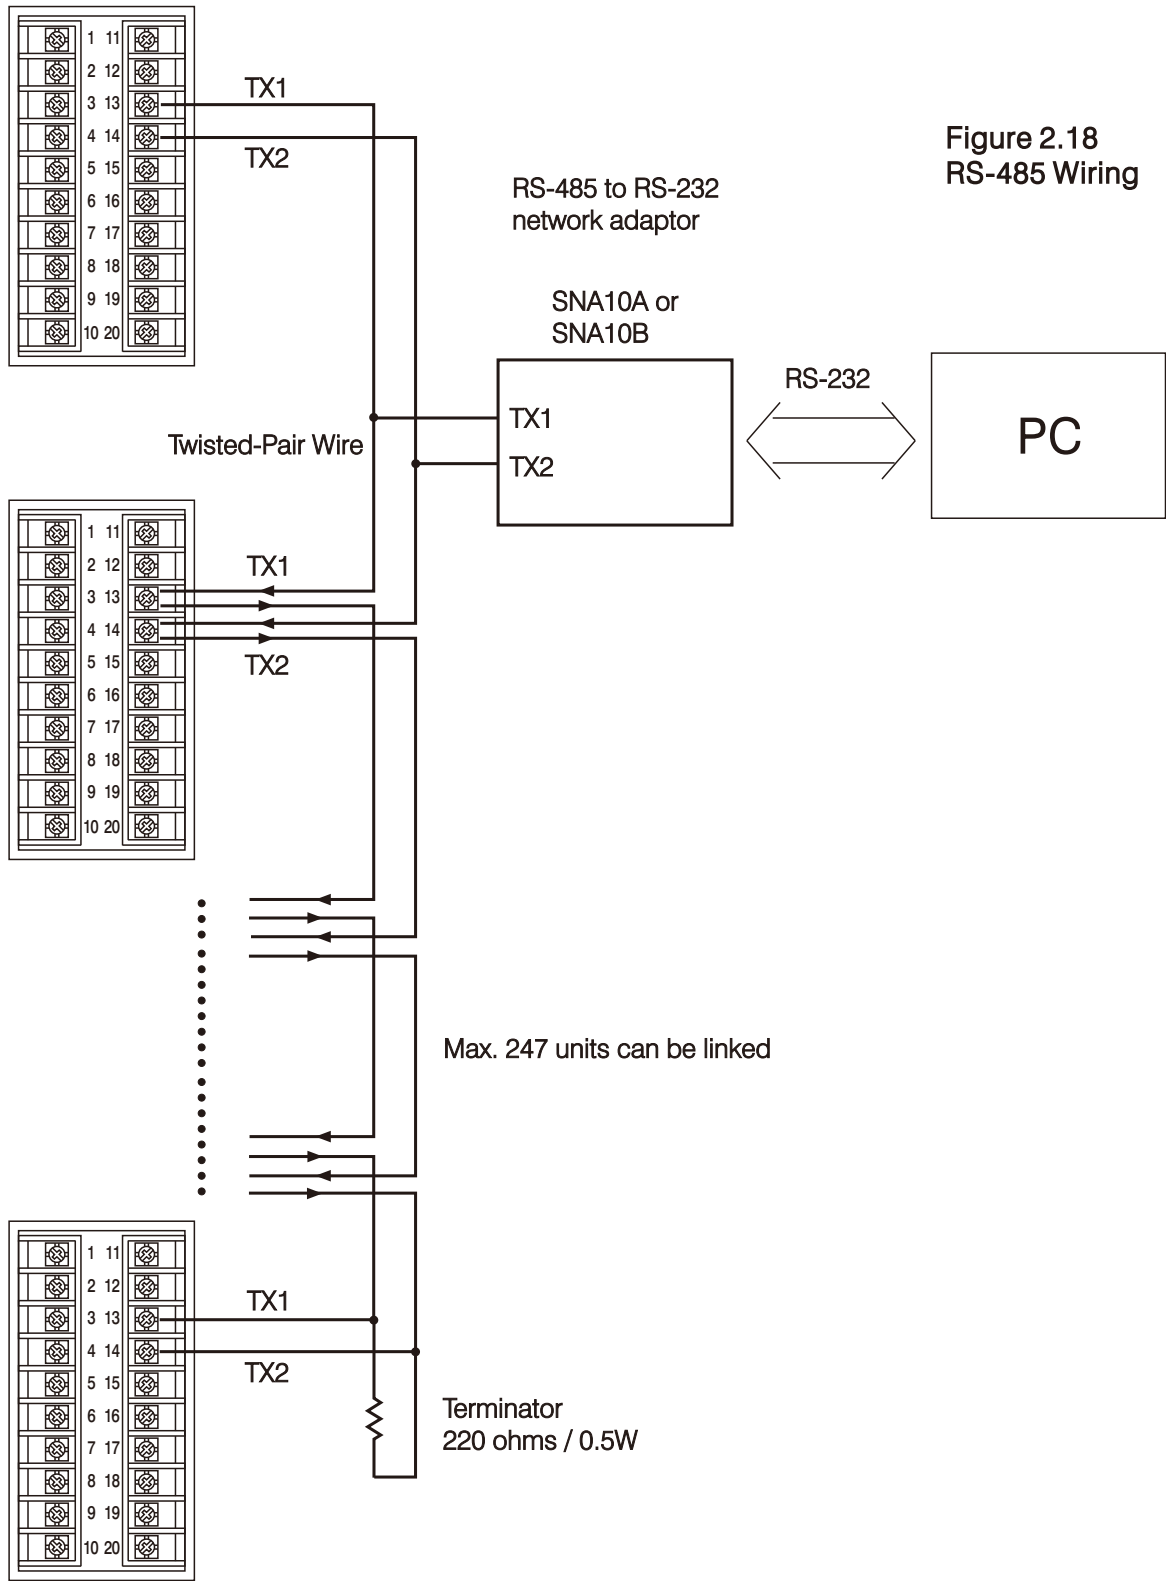 1 11
2 12
3 13
4 14
5 15
6 16
7 17
8 18
9 19
10 20
TX1
TX2
Figure 2.18
RS-485 Wiring
RS-485 to RS-232
network adaptor
SNA10A or
SNA10B
TX1
TX2
RS-232
PC
Twisted-Pair Wire
1 11
2 12
3 13
4 14
5 15
6 16
7 17
8 18
9 19
10 20
TX1
TX2
Max. 247 units can be linked
1 11
2 12
3 13
4 14
5 15
6 16
7 17
8 18
9 19
10 20
TX1
TX2
Terminator
220 ohms / 0.5W